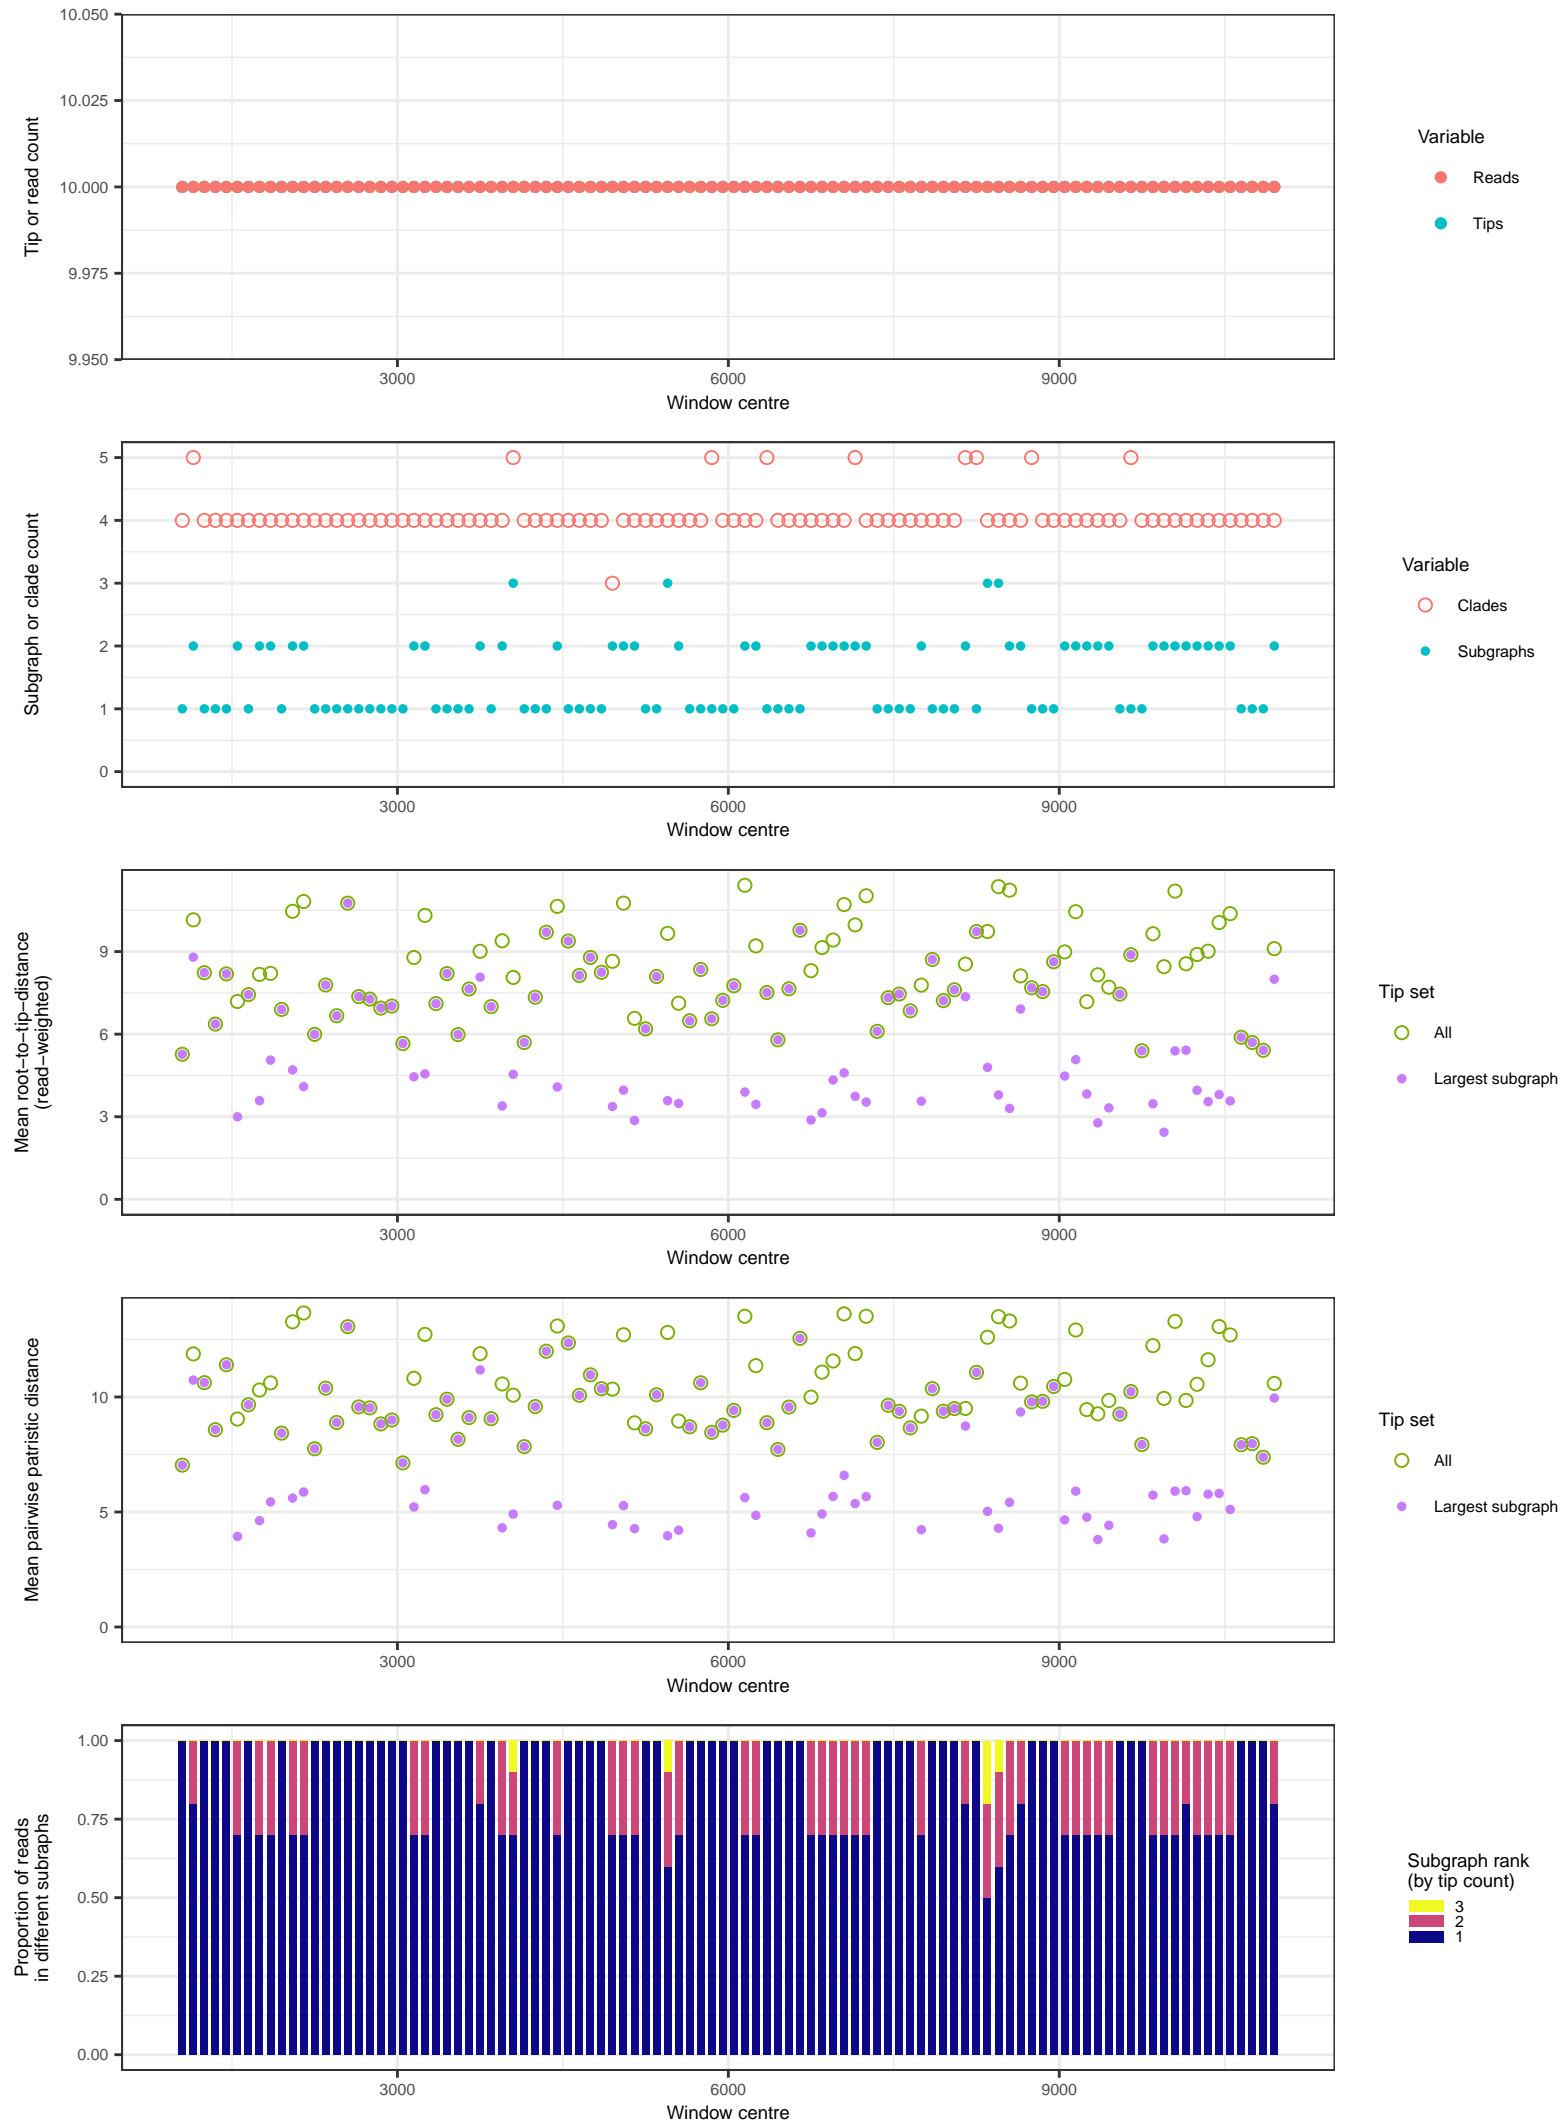 10.050
10.025
10.000
9.975
9.950
Tip or read count
3000
6000
9000
Window centre
Variable
Reads
Tips
5
4
3
2
1
0
Subgraph or clade count
3000
6000
9000
Window centre
Variable
Clades
Subgraphs
9
6
3
0
Mean root−to−tip−distance
(read−weighted)
3000
6000
9000
Window centre
Tip set
All
Largest subgraph
10
5
0
Mean pairwise patristic distance
3000
6000
9000
Window centre
Tip set
All
Largest subgraph
1.00
0.75
0.50
0.25
0.00
Proportion of reads
in different subraphs
3000
6000
9000
Window centre
Subgraph rank
(by tip count)
3
2
1